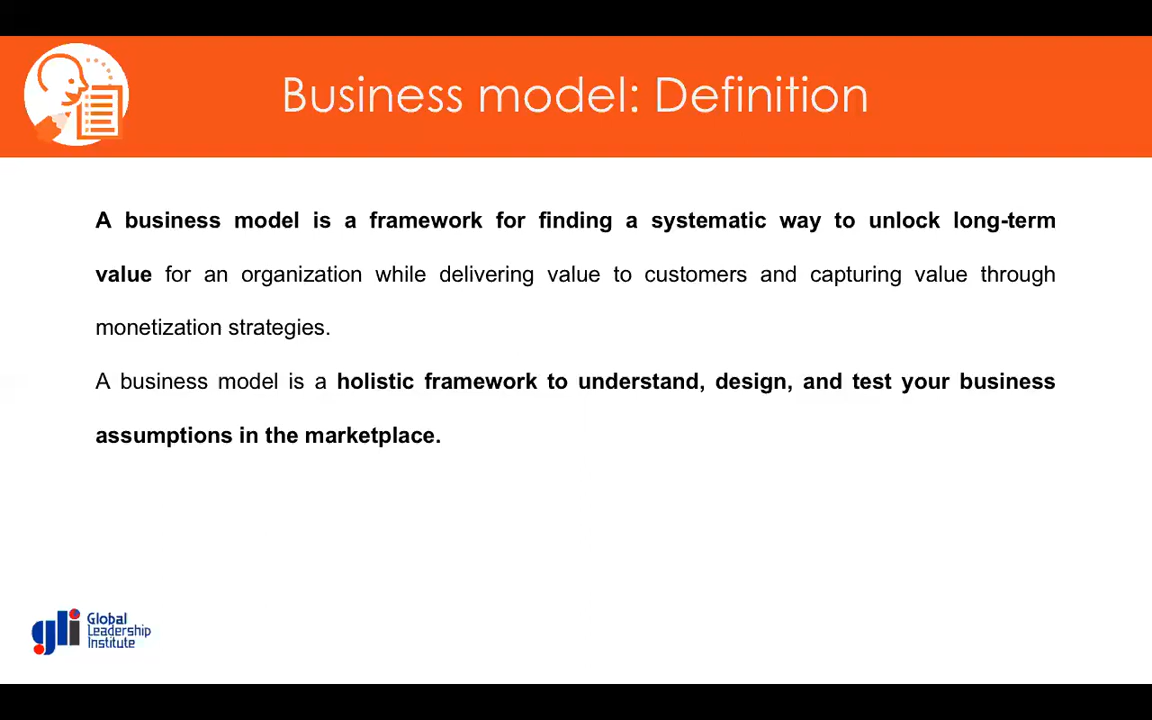 Business model: Definition
A business model is a framework for finding a systematic way to unlock long-term
value for an organization while delivering value to customers and capturing value through
monetization strategies.
A business model is a holistic framework to understand, design, and test your business
assumptions in the marketplace.
gli Global
Leadership
Institute